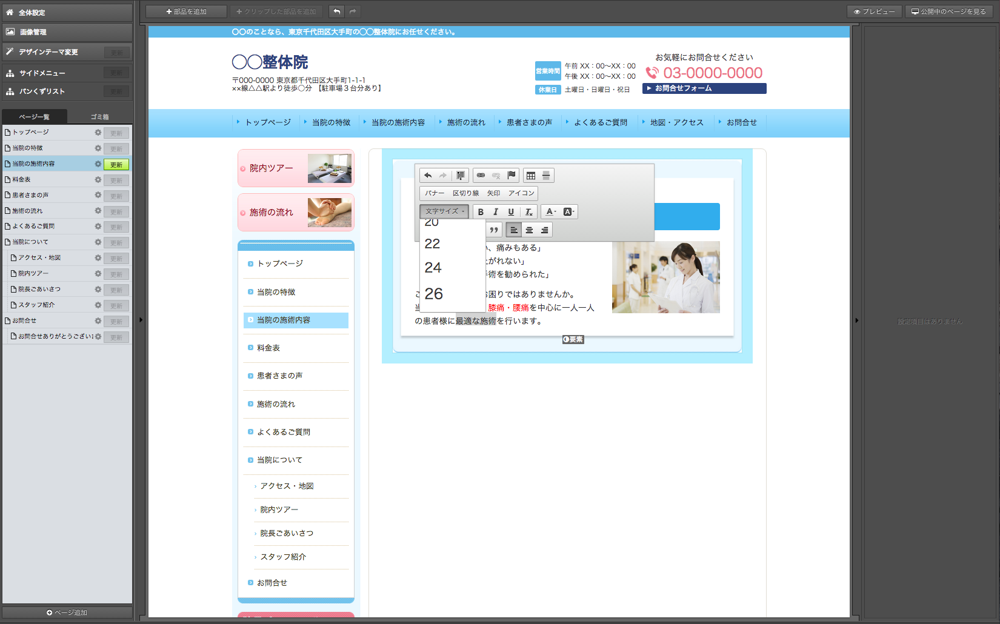 全体設定
画像管理
デザインテーマ変更 更新
サイドメニュー 更新
パンくずリスト 更新
ページ一覧 ゴミ箱
トップページ 更新
当院の特徴 更新
当院の施術内容 更新
料金表 更新
患者さまの声 更新
施術の流れ 更新
よくあるご質問 更新
当院について 更新
アクセス・地図 更新
院内ツアー 更新
院長ごあいさつ 更新
スタッフ紹介 更新
お問合せ 更新
お問合せありがとうござい 更新
ページ追加
部品を追加 クリップした部品を追加
プレビュー 公開中のページを見る
〇〇のことなら、東京千代田区大手町の〇〇整体院にお任せください。
〇〇整体院
〒000-0000 東京都千代田区大手町1-1-1
××線△△駅より徒歩〇分 【駐車場３台分あり】
営業時間
午前 XX：00〜XX：00
午後 XX：00〜XX：00
休業日 土曜日・日曜日・祝日
お気軽にお問合せください
03-0000-0000
お問合せフォーム
トップページ 当院の特徴 当院の施術内容 施術の流れ 患者さまの声 よくあるご質問 地図・アクセス お問合せ
院内ツアー
施術の流れ
トップページ
当院の特徴
当院の施術内容
料金表
患者さまの声
施術の流れ
よくあるご質問
当院について
アクセス・地図
院内ツアー
院長ごあいさつ
スタッフ紹介
お問合せ
バナー 区切り線 矢印 アイコン
文字サイズ B I U Tx A A
20
22
24
26
、痛みもある」
がれない」
術を勧められた」
こ
お困りではありませんか。
当
膝痛・腰痛を中心に一人一人
の患者様に最適な施術を行います。
要素
設定項目はありません